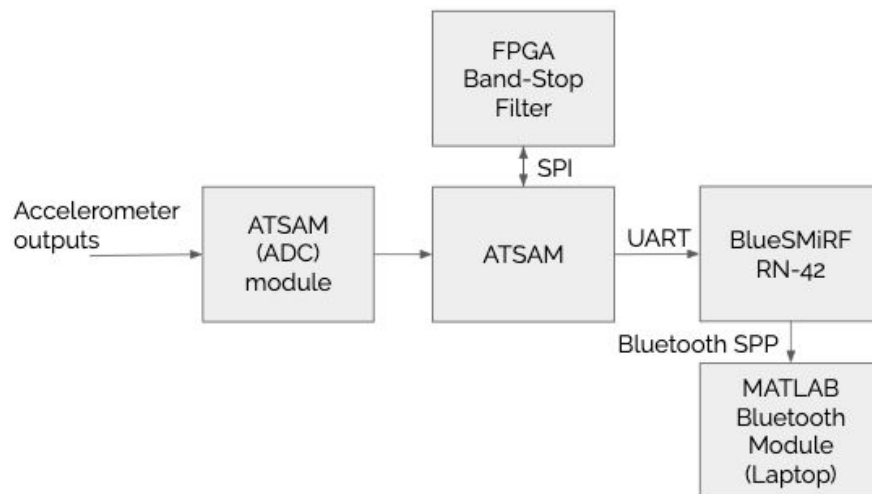 FPGA
Band-Stop
Filter
SPI
Accelerometer
outputs
ATSAM
(ADC)
module
ATSAM
UART
BlueSMiRF
RN-42
Bluetooth SPP
MATLAB
Bluetooth
Module
(Laptop)